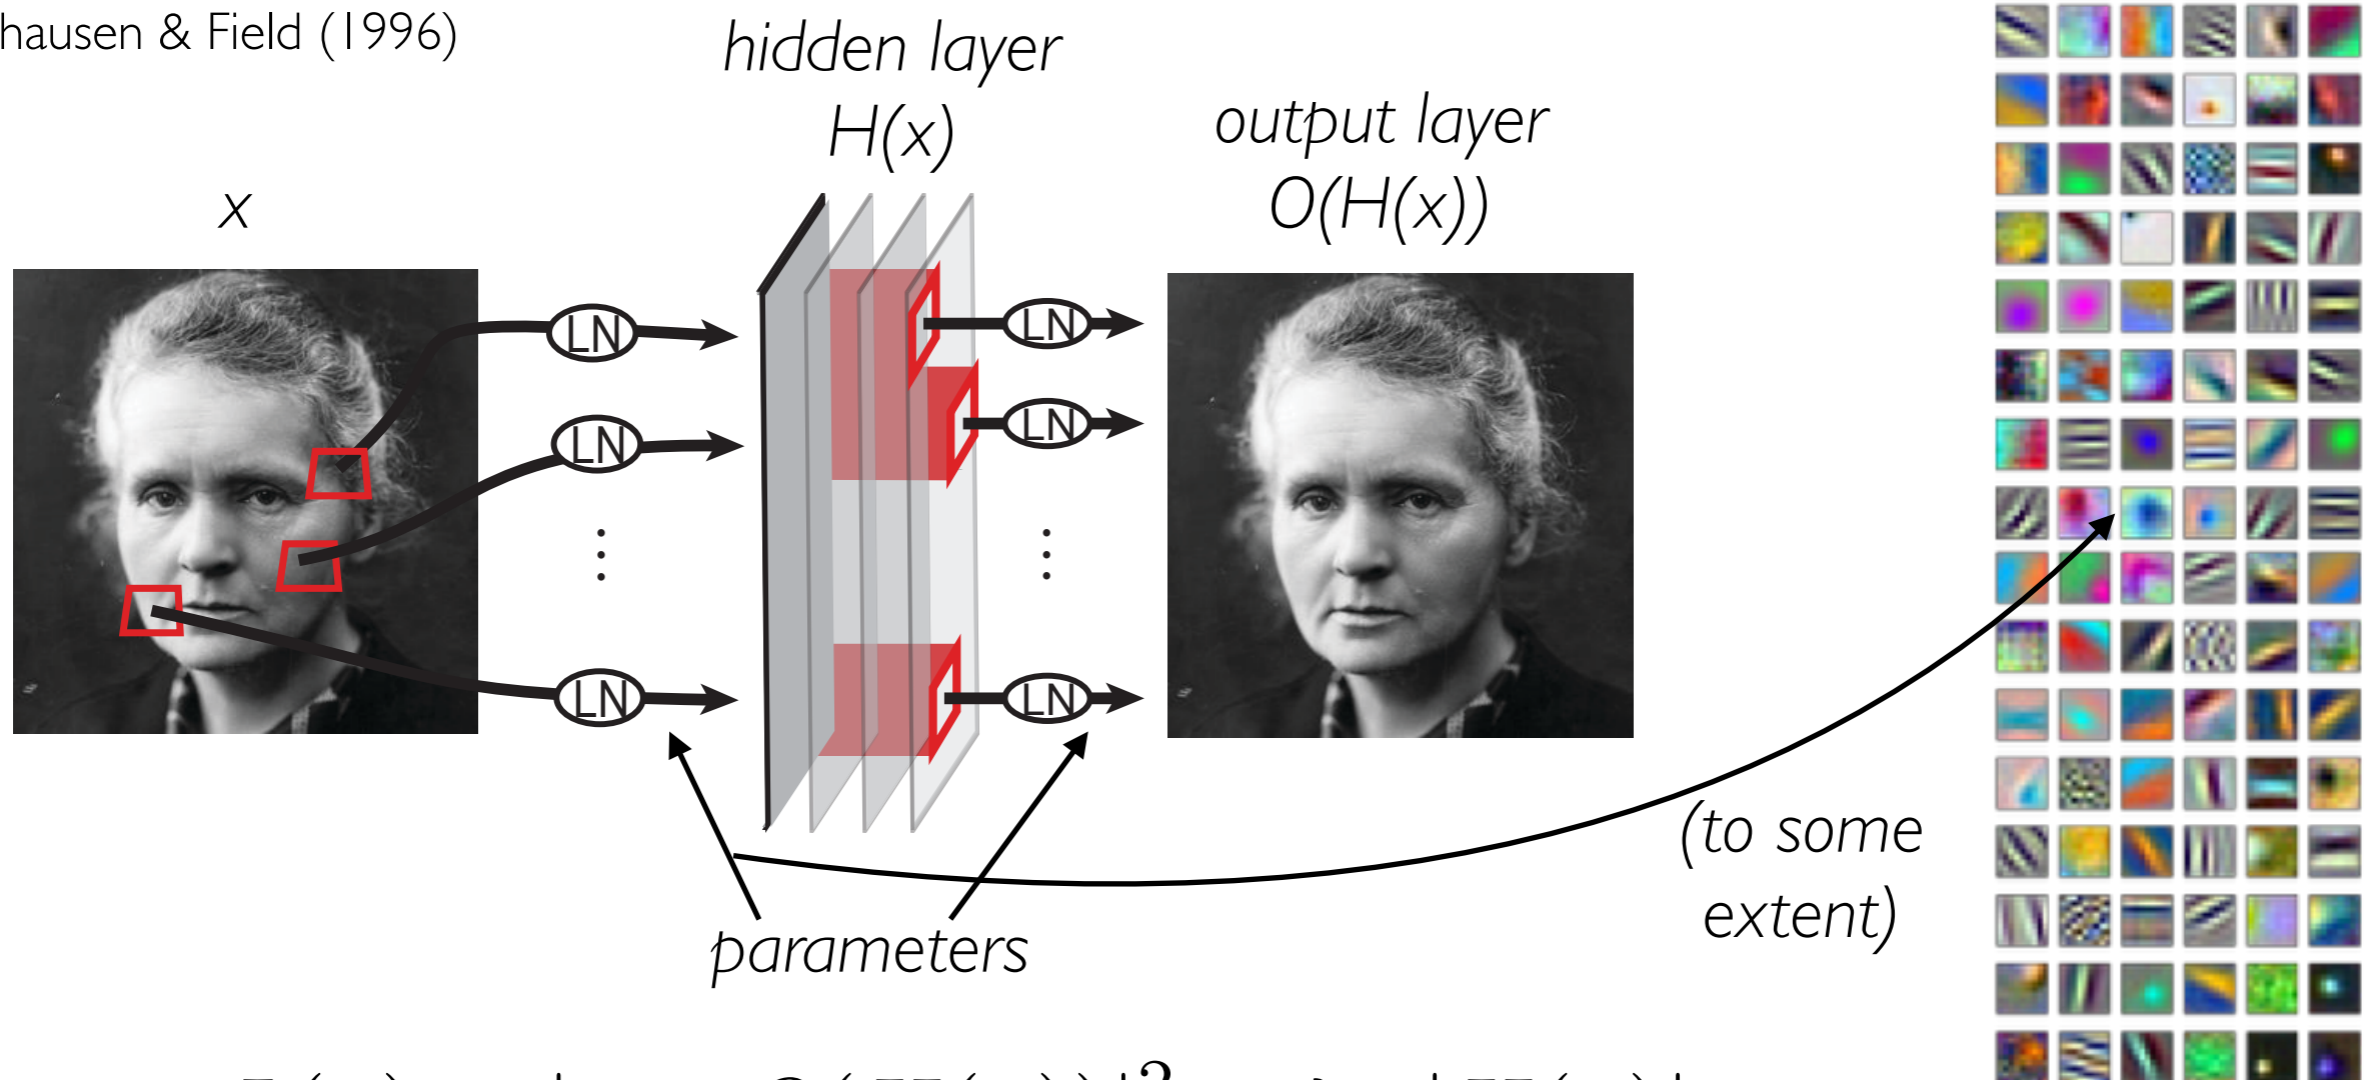 hausen & Field (1996)
hidden layer
H(x)
output layer
O(H(x))
x
LN
LN
LN
LN
LN
LN
(to some
extent)
parameters